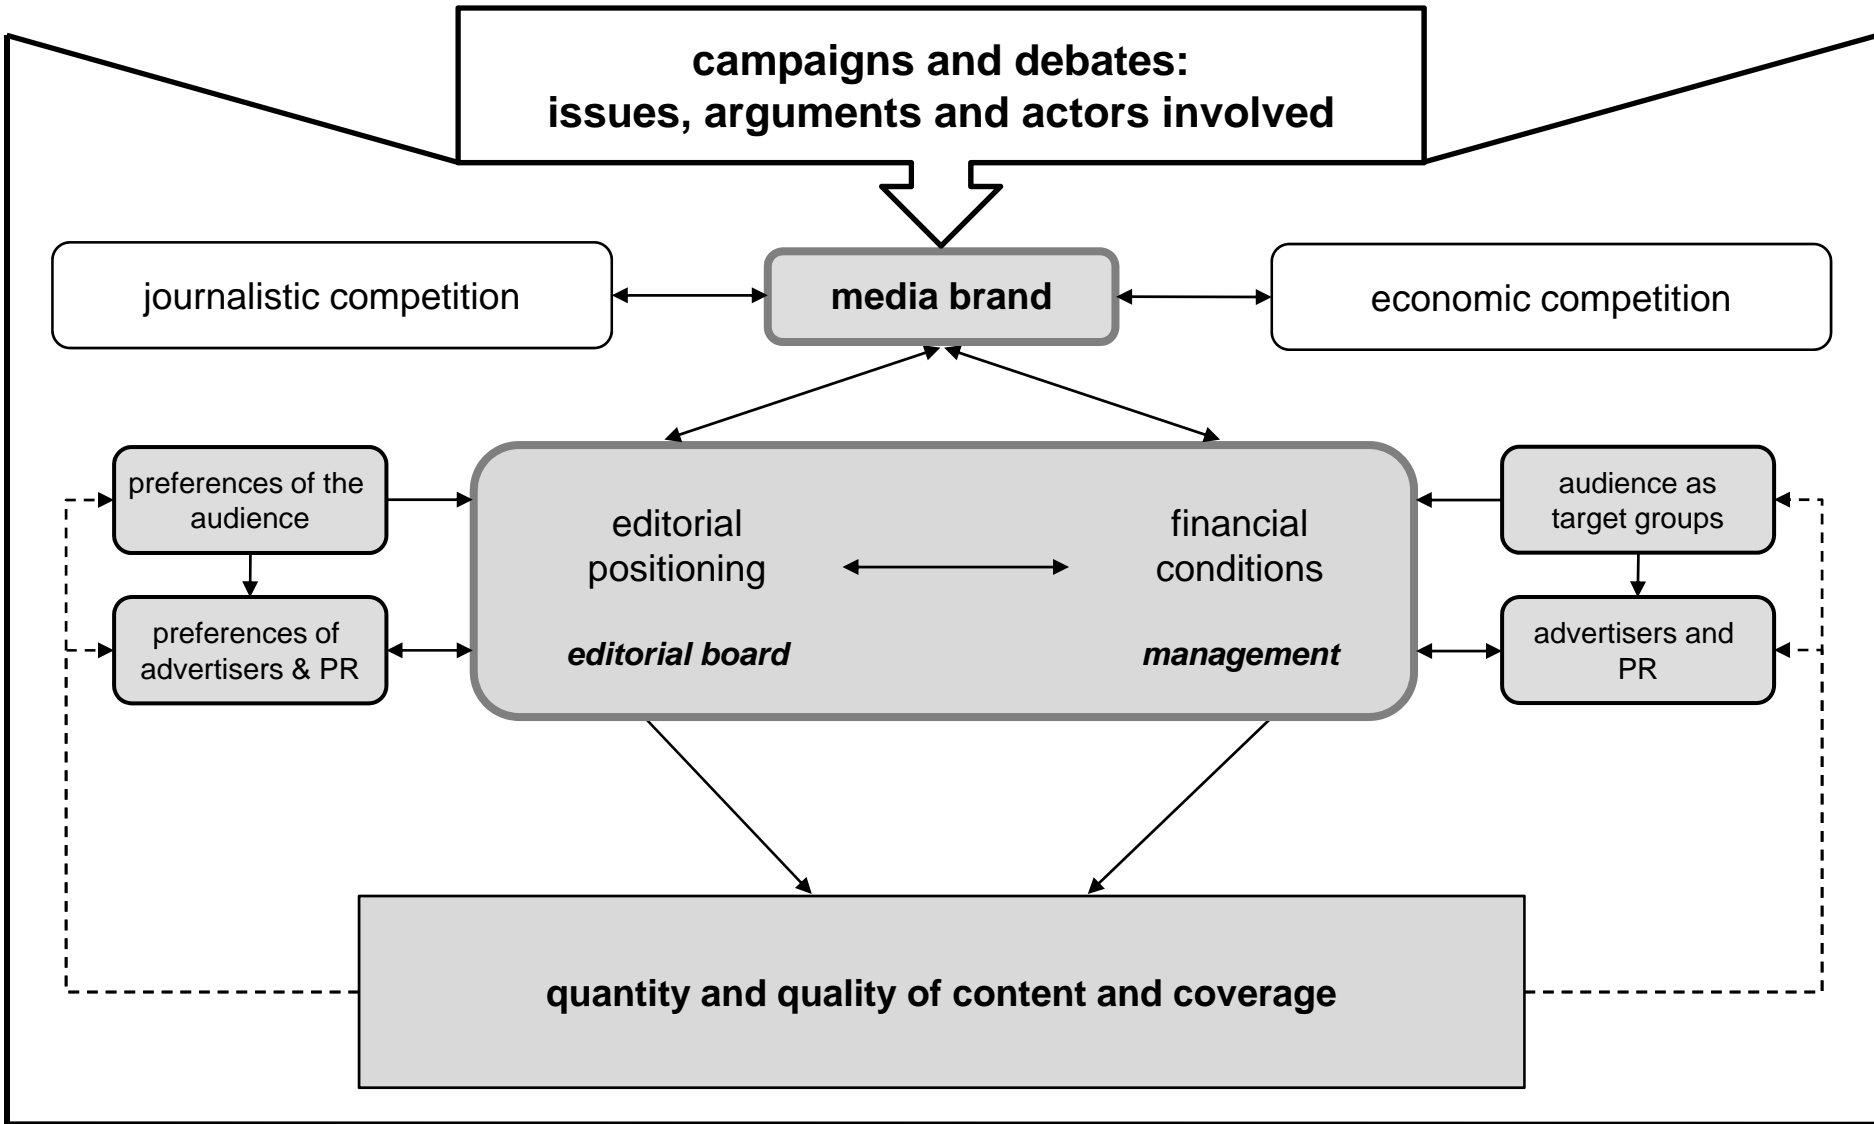 campaigns and debates:
issues, arguments and actors involved
journalistic competition
media brand
economic competition
preferences of the
audience
editorial
positioning
financial
conditions
audience as
target groups
preferences of
advertisers & PR
editorial board
management
advertisers and
PR
quantity and quality of content and coverage